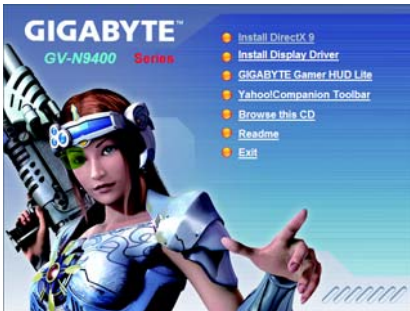 GIGABYTE™
GV-N9400 Series
Install DirectX 9
Install Display Driver
GIGABYTE Gamer HUD Lite
Yahoo!Companion Toolbar
Browse this CD
Readme
Exit